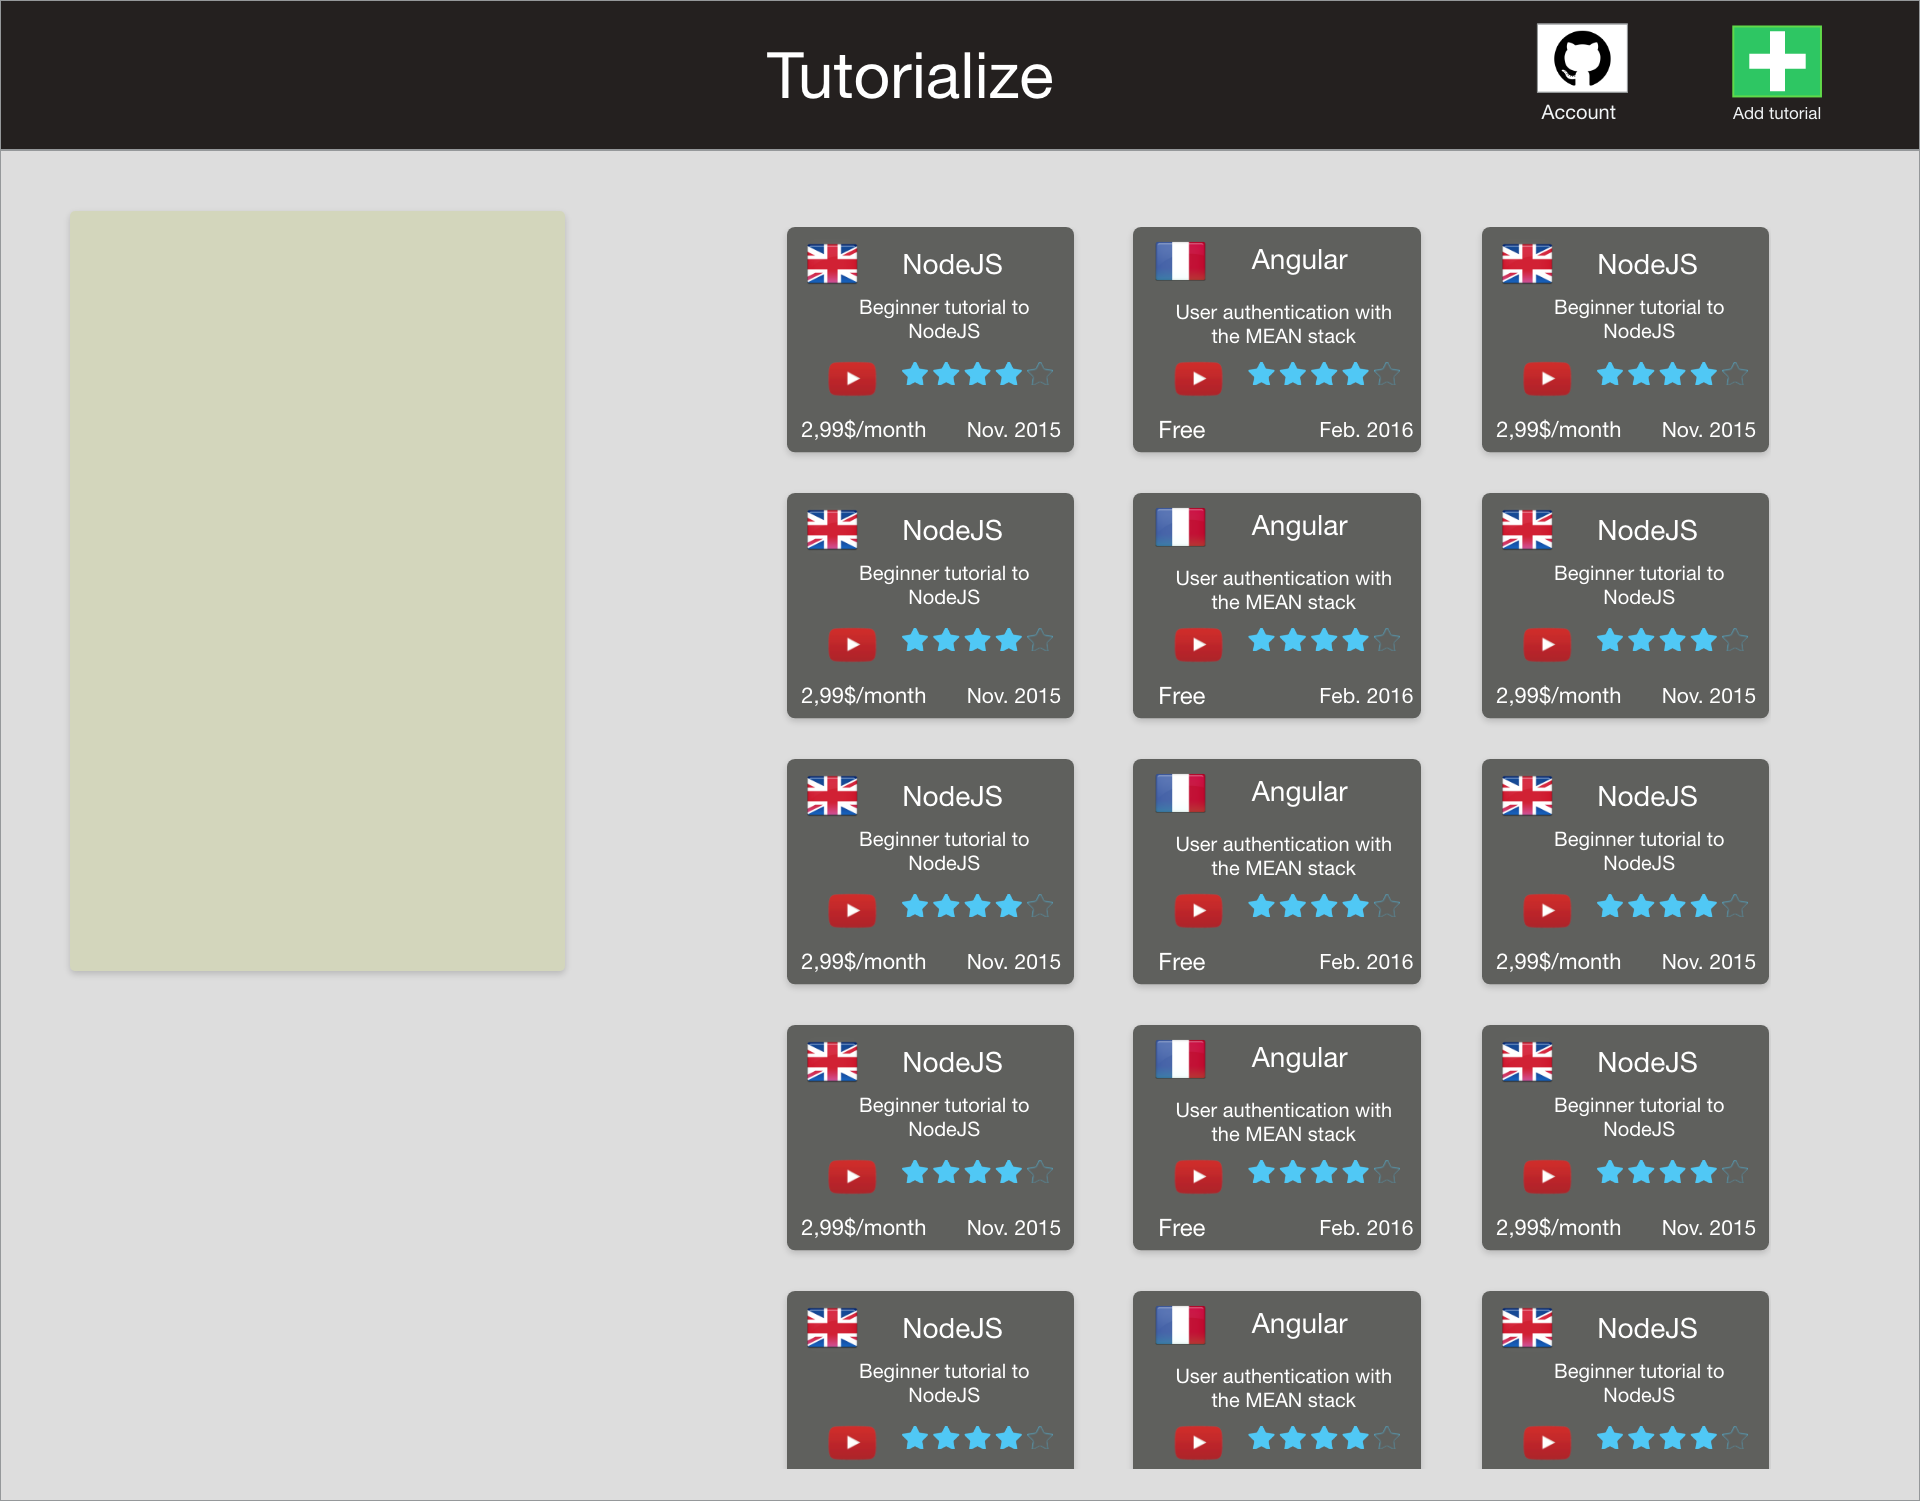 Tutorialize
Account
Add tutorial
NodeJS
Beginner tutorial to
NodeJS
2,99$/month Nov. 2015
Angular
User authentication with
the MEAN stack
Free Feb. 2016
NodeJS
Beginner tutorial to
NodeJS
2,99$/month Nov. 2015
NodeJS
Beginner tutorial to
NodeJS
2,99$/month Nov. 2015
Angular
User authentication with
the MEAN stack
Free Feb. 2016
NodeJS
Beginner tutorial to
NodeJS
2,99$/month Nov. 2015
NodeJS
Beginner tutorial to
NodeJS
2,99$/month Nov. 2015
Angular
User authentication with
the MEAN stack
Free Feb. 2016
NodeJS
Beginner tutorial to
NodeJS
2,99$/month Nov. 2015
NodeJS
Beginner tutorial to
NodeJS
2,99$/month Nov. 2015
Angular
User authentication with
the MEAN stack
Free Feb. 2016
NodeJS
Beginner tutorial to
NodeJS
2,99$/month Nov. 2015
NodeJS
Beginner tutorial to
NodeJS
Angular
User authentication with
the MEAN stack
NodeJS
Beginner tutorial to
NodeJS